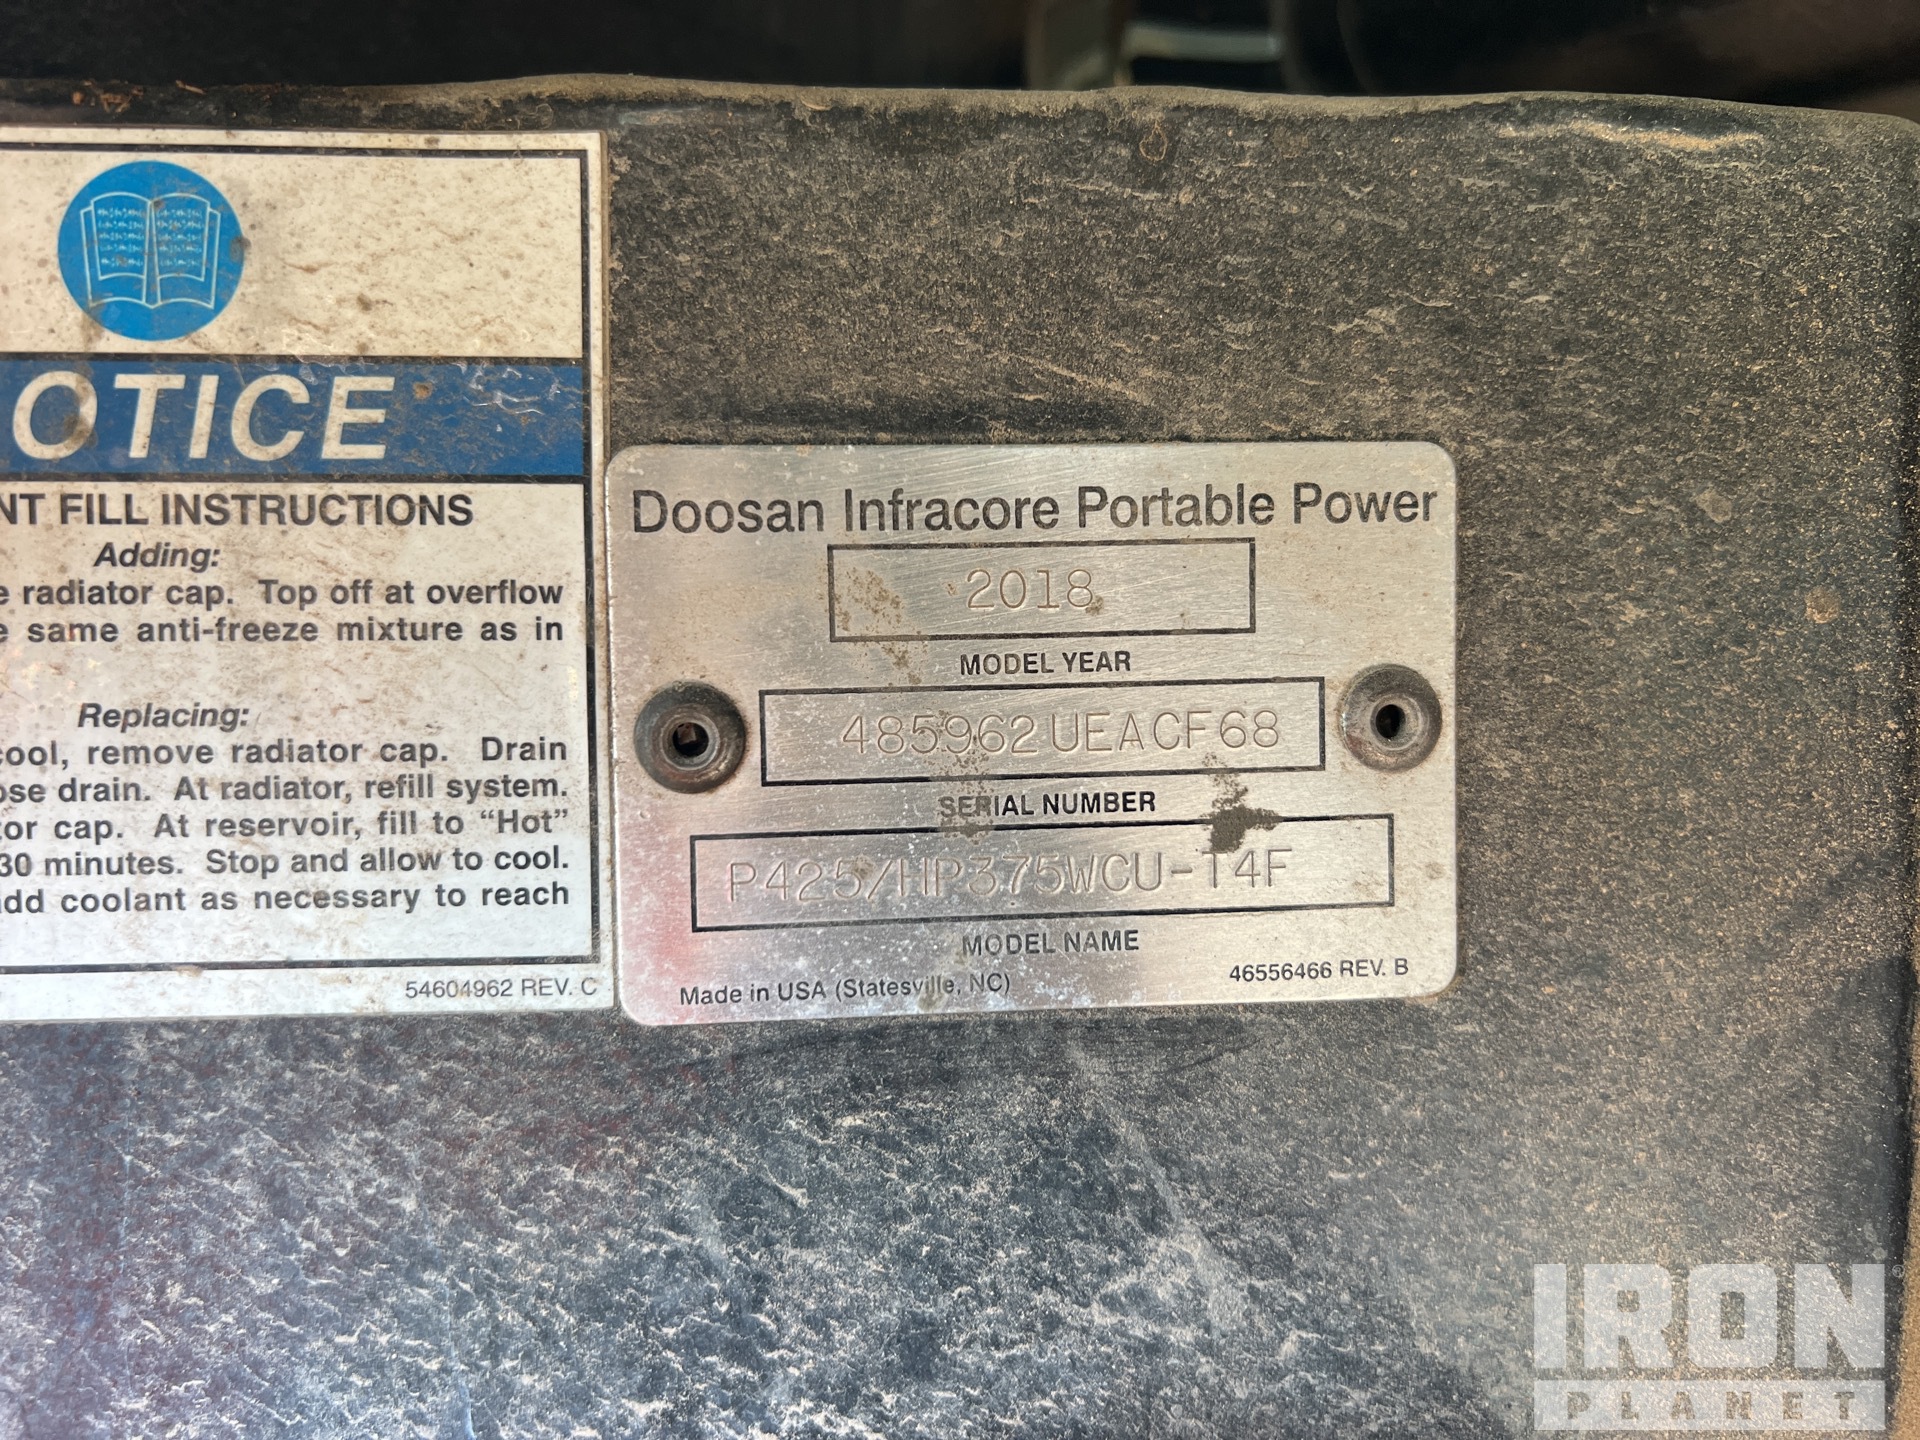 OTICE
NT FILL INSTRUCTIONS
Adding:
e radiator cap. Top off at overflow
e same anti-freeze mixture as in
Replacing:
cool, remove radiator cap. Drain
ose drain. At radiator, refill system.
tor cap. At reservoir, fill to “Hot”
30 minutes. Stop and allow to cool.
add coolant as necessary to reach
54604962 REV. C
Doosan Infracore Portable Power
2018
MODEL YEAR
485962UEACF68
SERIAL NUMBER
P425/HP375WCU-T4F
MODEL NAME
Made in USA (Statesville, NC)
46556466 REV. B
IRON
PLANET